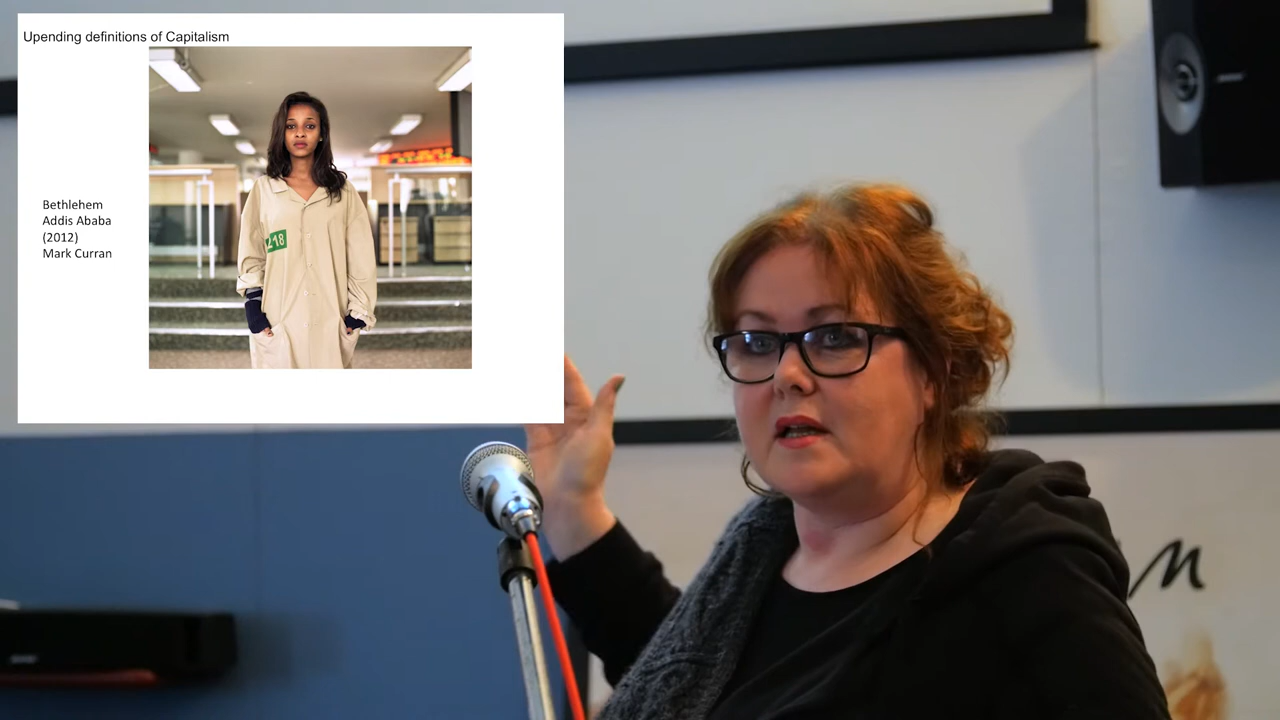 Upending definitions of Capitalism
Bethlehem
Addis Ababa
(2012)
Mark Curran
218